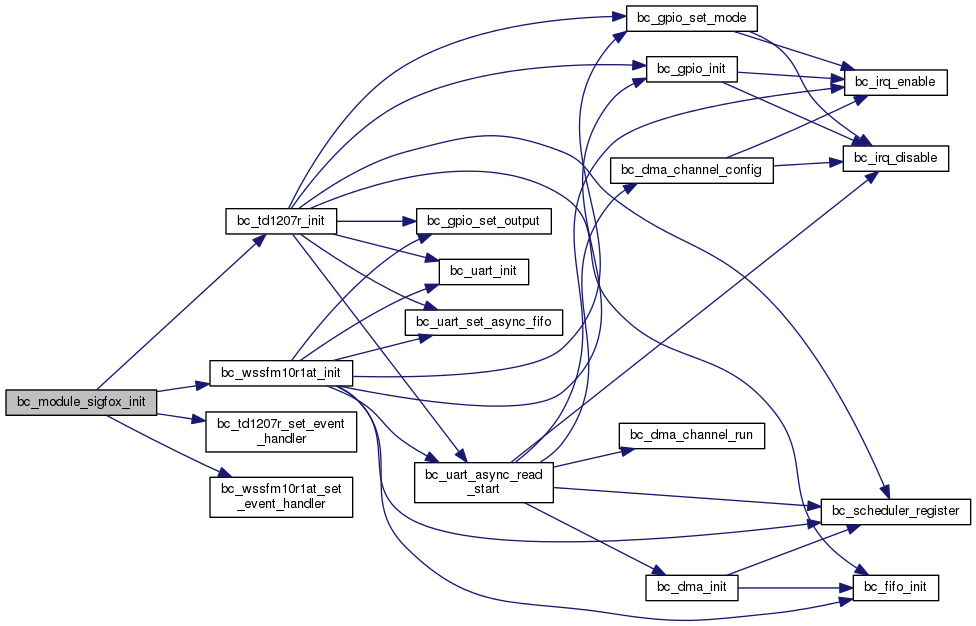 bc_gpio_set_mode
bc_gpio_init
bc_irq_enable
bc_irq_disable
bc_dma_channel_config
bc_td1207r_init
bc_gpio_set_output
bc_uart_init
bc_uart_set_async_fifo
bc_wssfm10r1at_init
bc_module_sigfox_init
bc_td1207r_set_event
_handler
bc_dma_channel_run
bc_uart_async_read
_start
bc_wssfm10r1at_set
_event_handler
bc_scheduler_register
bc_dma_init
bc_fifo_init